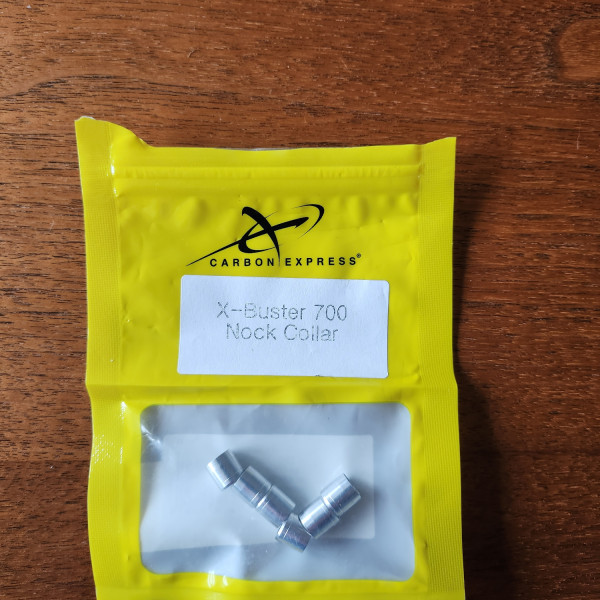 CARBON EXPRESS®
X-Buster 700
Nock Collar